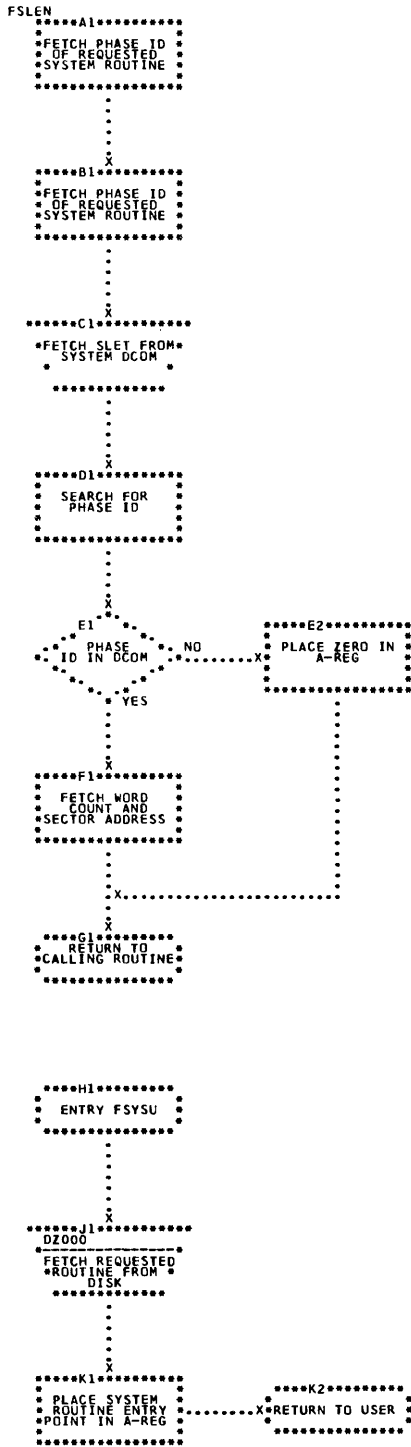 FSLEN
A1
FETCH PHASE ID
OF REQUESTED
SYSTEM ROUTINE
B1
FETCH PHASE ID
OF REQUESTED
SYSTEM ROUTINE
C1
FETCH SLET FROM
SYSTEM DCOM
D1
SEARCH FOR
PHASE ID
E1
PHASE
ID IN DCOM
NO
YES
E2
PLACE ZERO IN
A-REG
F1
FETCH WORD
COUNT AND
SECTOR ADDRESS
G1
RETURN TO
CALLING ROUTINE
H1
ENTRY FSYSU
J1
DZ000
FETCH REQUESTED
ROUTINE FROM
DISK
K1
PLACE SYSTEM
ROUTINE ENTRY
POINT IN A-REG
K2
RETURN TO USER